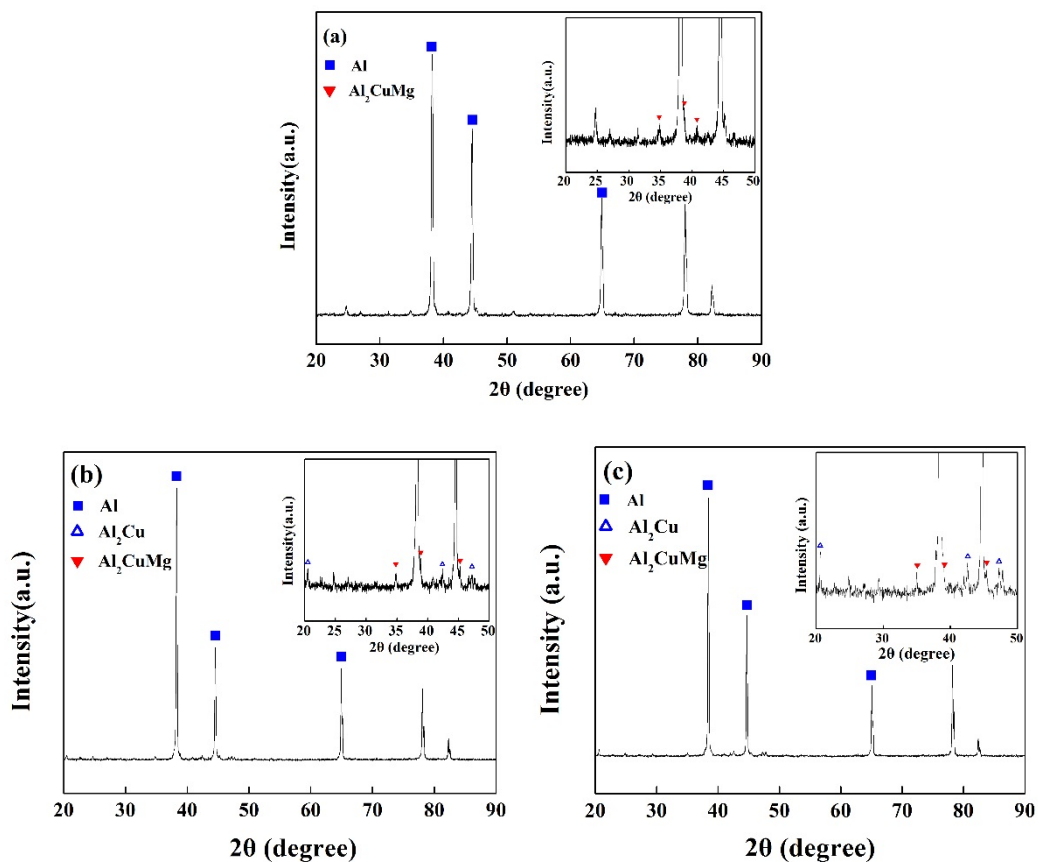 (a)
Al
Al₂CuMg
Intensity(a.u.)
20 30 40 50 60 70 80 90
2θ (degree)
Intensity(a.u.)
20 25 30 35 40 45 50
2θ (degree)
(b)
Al
Al₂Cu
Al₂CuMg
Intensity(a.u.)
20 30 40 50 60 70 80 90
2θ (degree)
Intensity(a.u.)
20 25 30 35 40 45 50
2θ (degree)
(c)
Al
Al₂Cu
Al₂CuMg
Intensity (a.u.)
20 30 40 50 60 72 80 90
2θ (degree)
Intensity (a.u.)
20 30 40 50
2θ (degree)